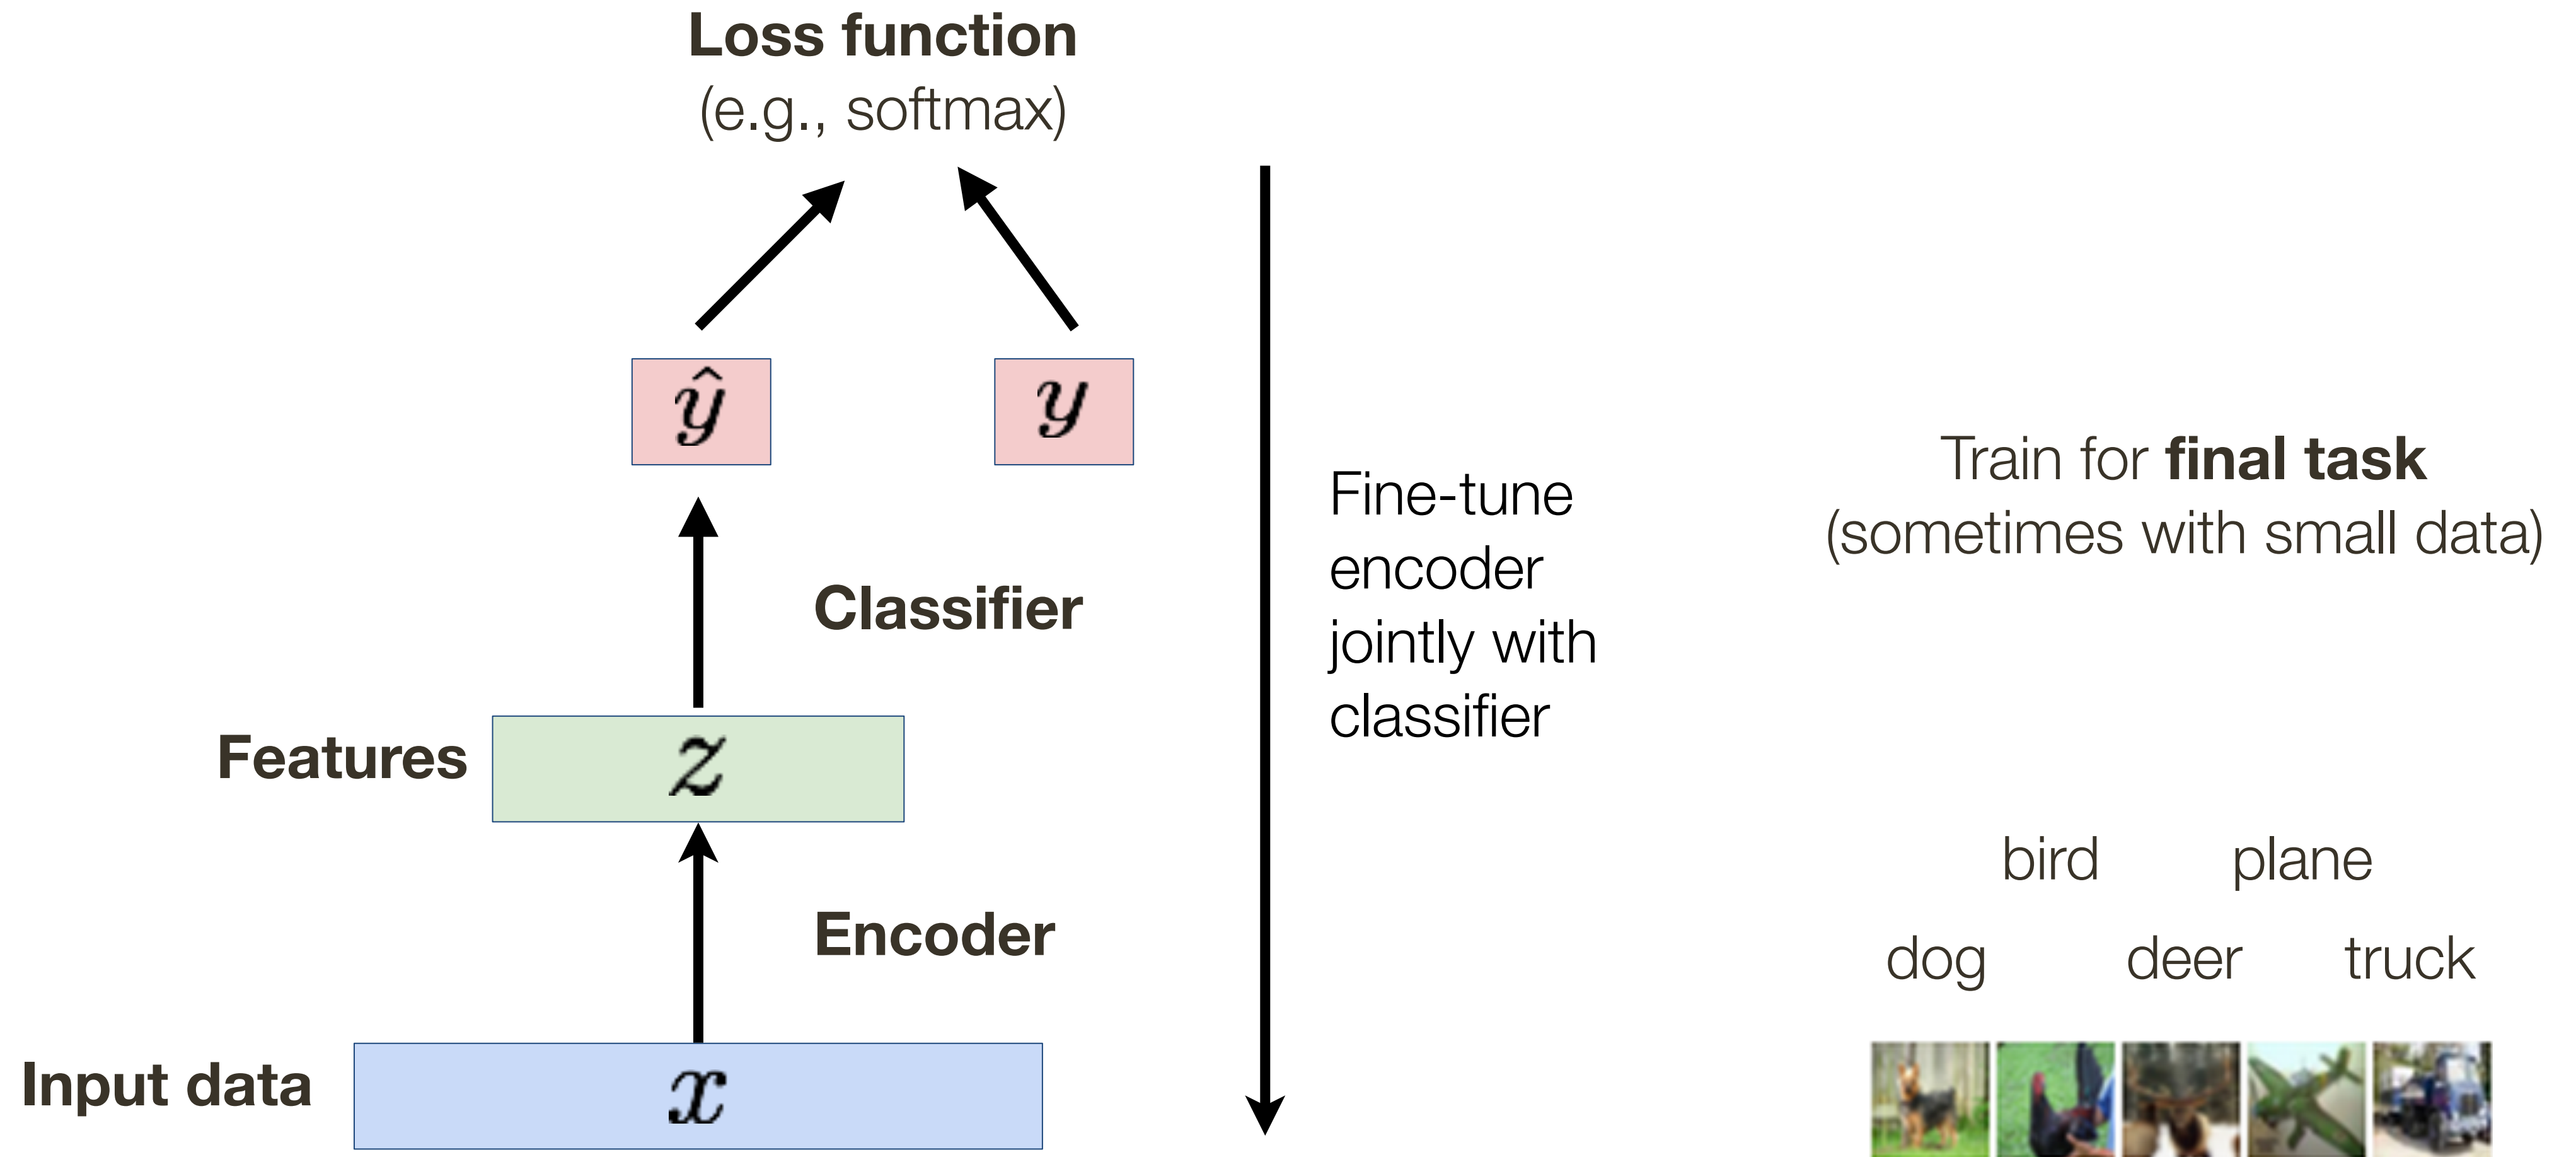 Loss function
(e.g., softmax)
ŷ
y
Classifier
Features
z
Encoder
Input data
x
Fine-tune
encoder
jointly with
classifier
Train for final task
(sometimes with small data)
bird plane
dog deer truck